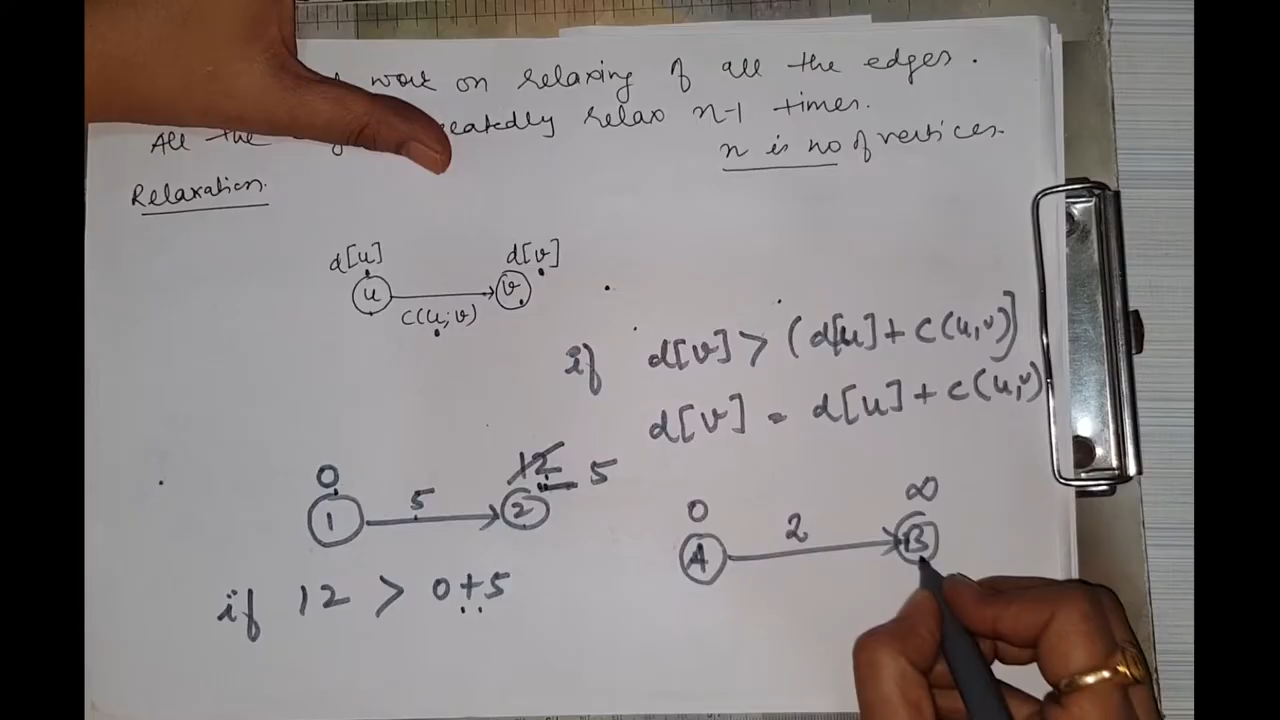 work on relaxing of all the edges.
All the relax n-1 times.
n is no of vertices.
Relaxation.
d[u] d[v]
u v
c(u,v)
if d[v] > (d[u] + c(u,v)]
d[v] = d[u] + c(u,v)
0 12 5
1 5 2
0 ∞
A 2 B
if 12 > 0+5